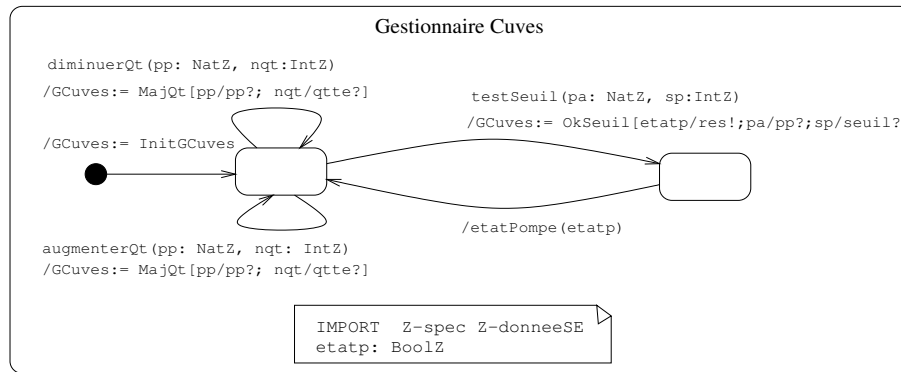 Gestionnaire Cuves
diminuerQt(pp: NatZ, nqt:IntZ)
/GCuves:= MajQt[pp/pp?; nqt/qtte?]
testSeuil(pa: NatZ, sp:IntZ)
/GCuves:= OkSeuil[etatp/res!;pa/pp?;sp/seuil?
/GCuves:= InitGCuves
/etatPompe(etatp)
augmenterQt(pp: NatZ, nqt: IntZ)
/GCuves:= MajQt[pp/pp?; nqt/qtte?]
IMPORT Z-spec Z-donneeSE
etatp: BoolZ